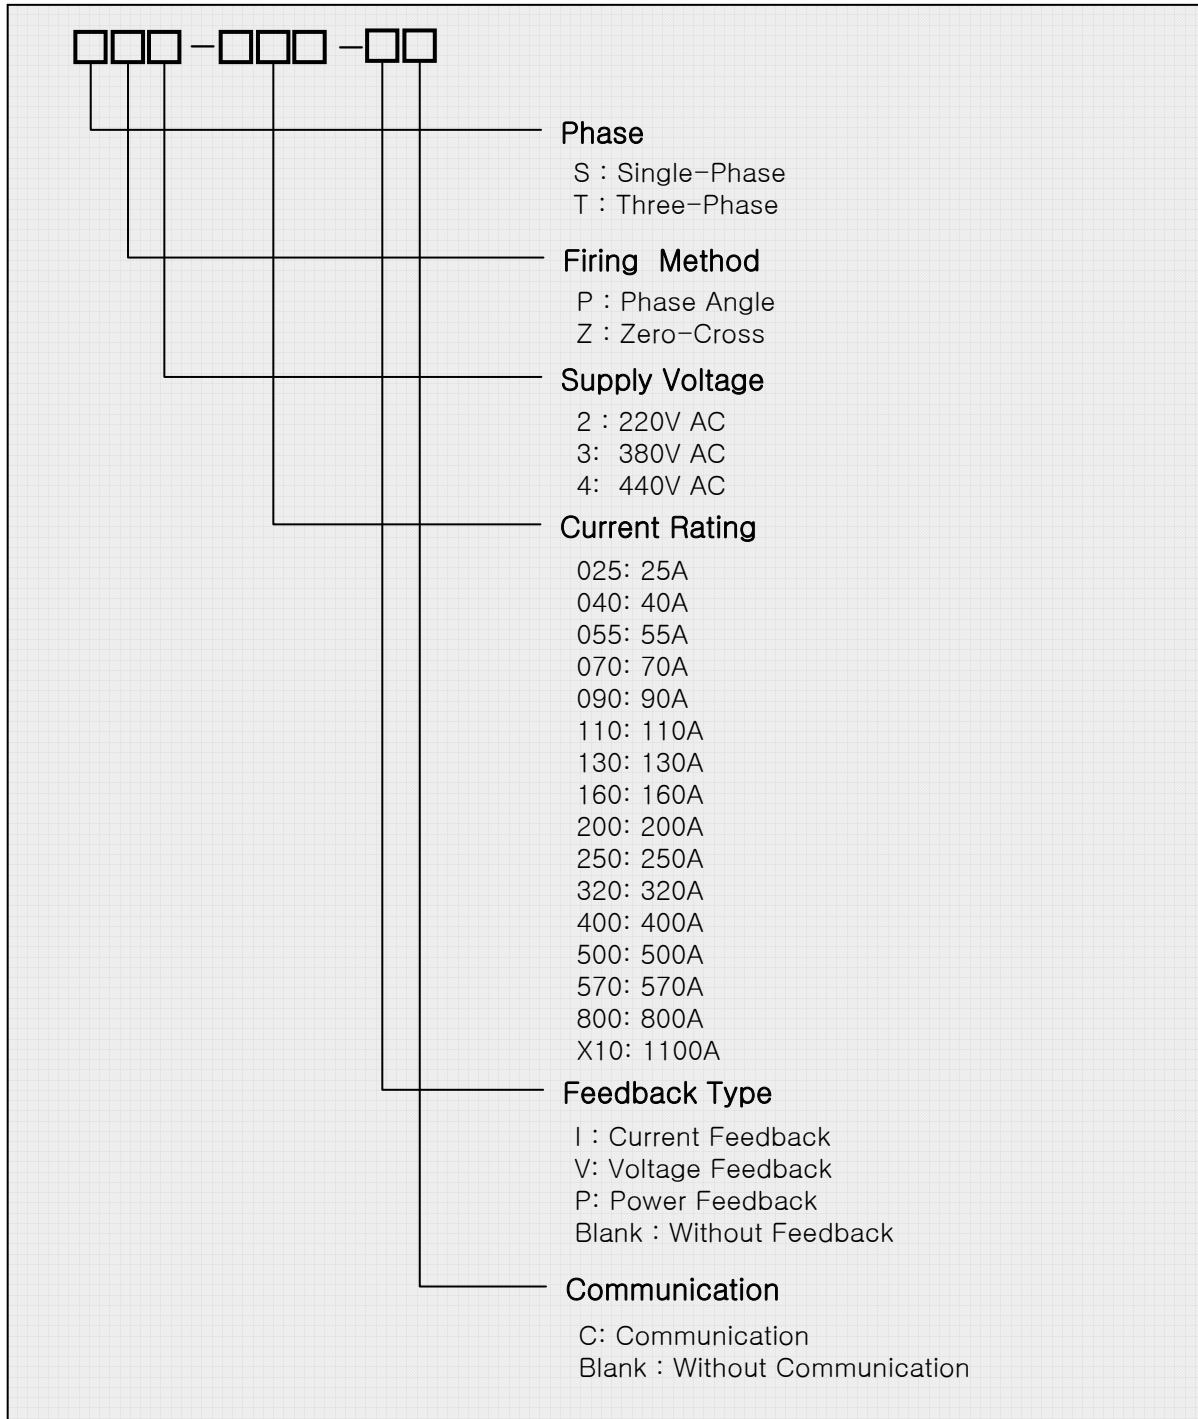 Phase
S : Single-Phase
T : Three-Phase
Firing Method
P : Phase Angle
Z : Zero-Cross
Supply Voltage
2 : 220V AC
3: 380V AC
4: 440V AC
Current Rating
025: 25A
040: 40A
055: 55A
070: 70A
090: 90A
110: 110A
130: 130A
160: 160A
200: 200A
250: 250A
320: 320A
400: 400A
500: 500A
570: 570A
800: 800A
X10: 1100A
Feedback Type
I : Current Feedback
V: Voltage Feedback
P: Power Feedback
Blank : Without Feedback
Communication
C: Communication
Blank : Without Communication